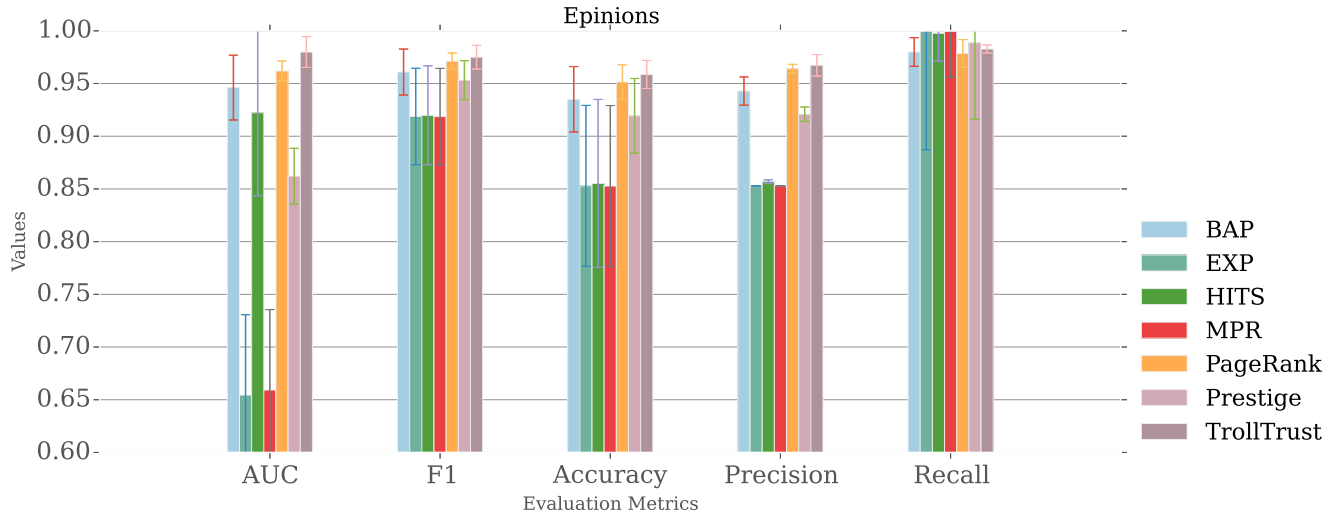 Epinions
1.00
0.95
0.90
0.85
0.80
0.75
0.70
0.65
0.60
Values
AUC F1 Accuracy Precision Recall
Evaluation Metrics
BAP
EXP
HITS
MPR
PageRank
Prestige
TrollTrust